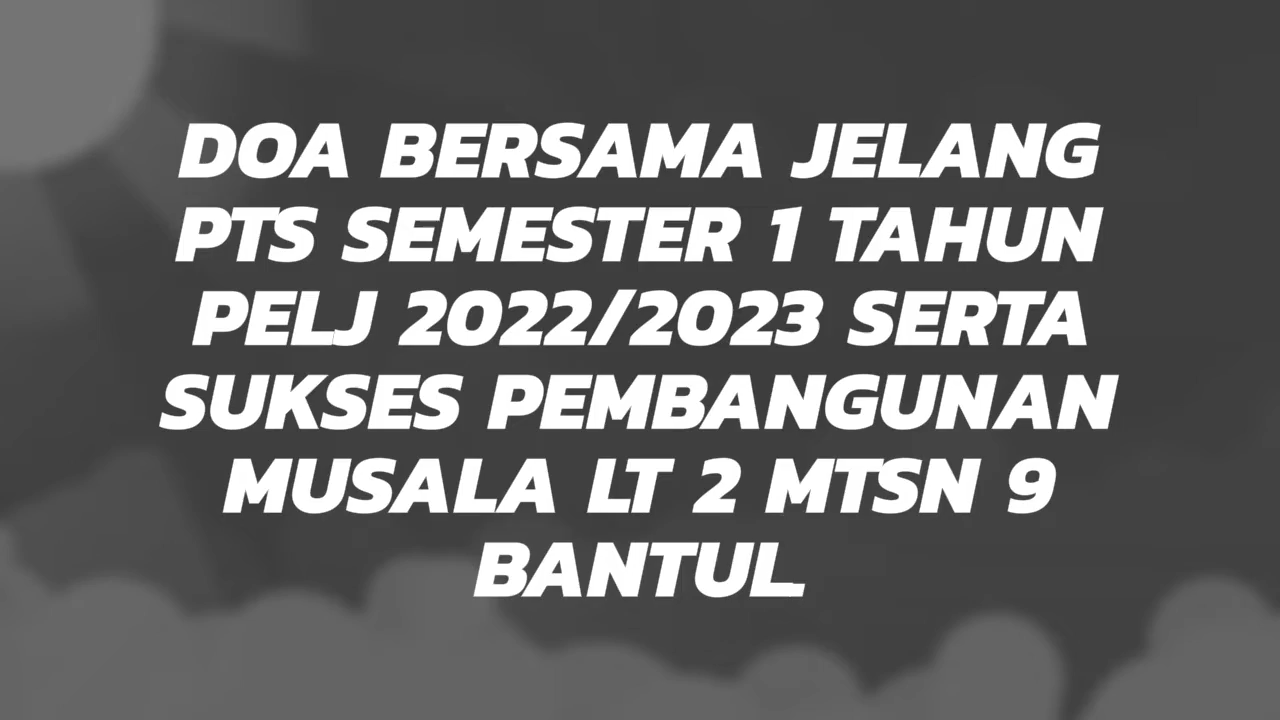 DOA BERSAMA JELANG
PTS SEMESTER 1 TAHUN
PELJ 2022/2023 SERTA
SUKSES PEMBANGUNAN
MUSALA LT 2 MTSN 9
BANTUL